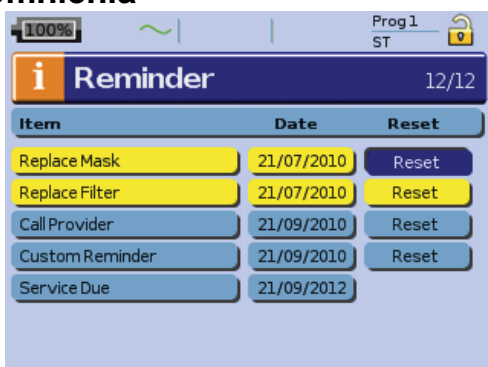 100%
Prog 1
ST
i Reminder 12/12
Item Date Reset
Replace Mask 21/07/2010 Reset
Replace Filter 21/07/2010 Reset
Call Provider 21/09/2010 Reset
Custom Reminder 21/09/2010 Reset
Service Due 21/09/2012